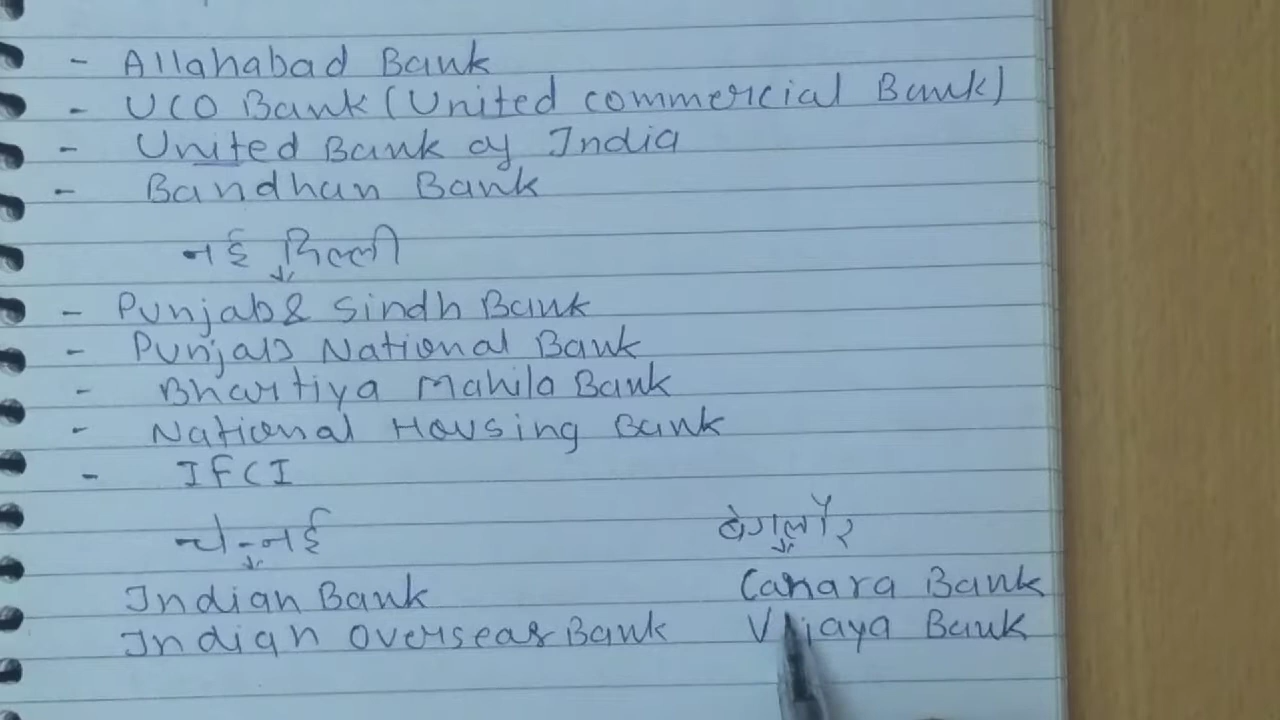 - Allahabad Bank
- UCO Bank (United commercial Bank)
- United Bank of India
- Bandhan Bank
नई दिल्ली
- Punjab & Sindh Bank
- Punjab National Bank
- Bhartiya Mahila Bank
- National Housing Bank
- IFCI
चेन्नई
Indian Bank
Indian Overseas Bank
बेंगलौर
Canara Bank
Vijaya Bank